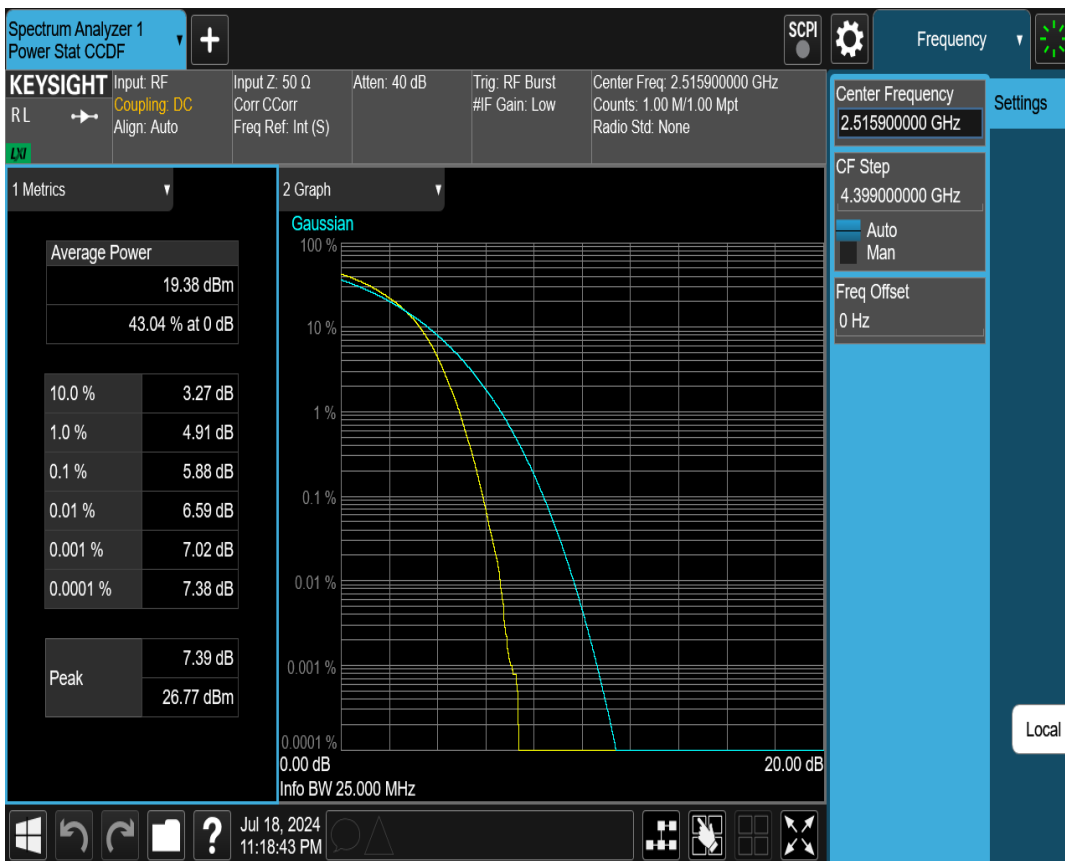 Spectrum Analyzer 1
Power Stat CCDF
SCPI
Frequency
KEYSIGHT
RL
LXI
Input: RF
Coupling: DC
Align: Auto
Input Z: 50 Ω
Corr CCorr
Freq Ref: Int (S)
Atten: 40 dB
Trig: RF Burst
#IF Gain: Low
Center Freq: 2.515900000 GHz
Counts: 1.00 M/1.00 Mpt
Radio Std: None
Center Frequency
2.515900000 GHz
Settings
CF Step
4.399000000 GHz
Auto
Man
Freq Offset
0 Hz
1 Metrics
Average Power
19.38 dBm
43.04 % at 0 dB
10.0 % 3.27 dB
1.0 % 4.91 dB
0.1 % 5.88 dB
0.01 % 6.59 dB
0.001 % 7.02 dB
0.0001 % 7.38 dB
Peak
7.39 dB
26.77 dBm
2 Graph
Gaussian
100 %
10 %
1 %
0.1 %
0.01 %
0.001 %
0.0001 %
0.00 dB
20.00 dB
Info BW 25.000 MHz
Local
?
Jul 18, 2024
11:18:43 PM